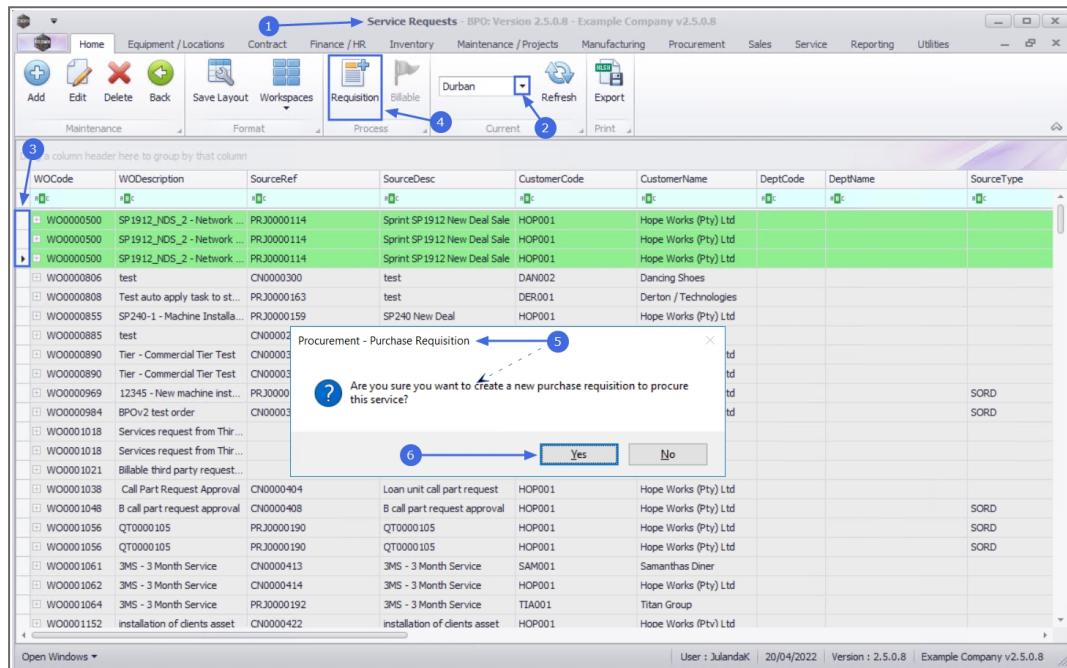 Service Requests - BPO: Version 2.5.0.8 - Example Company v2.5.0.8
1
Home Equipment / Locations Contract Finance / HR Inventory Maintenance / Projects Manufacturing Procurement Sales Service Reporting Utilities
Add Edit Delete Back Save Layout Workspaces Requisition Billable Durban Refresh Export
4 2
Maintenance Format Process Current Print
3
a column header here to group by that column
WOCode WODescription SourceRef SourceDesc CustomerCode CustomerName DeptCode DeptName SourceType
WO0000500 SP1912_NDS_2 - Network ... PRJ0000114 Sprint SP1912 New Deal Sale HOP001 Hope Works (Pty) Ltd
WO0000500 SP1912_NDS_2 - Network ... PRJ0000114 Sprint SP1912 New Deal Sale HOP001 Hope Works (Pty) Ltd
WO0000500 SP1912_NDS_2 - Network ... PRJ0000114 Sprint SP1912 New Deal Sale HOP001 Hope Works (Pty) Ltd
WO0000806 test CN0000300 test DAN002 Dancing Shoes
WO0000808 Test auto apply task to st... PRJ0000163 test DER001 Derton / Technologies
WO0000855 SP240-1 - Machine Installa... PRJ0000159 SP240 New Deal HOP001 Hope Works (Pty) Ltd
WO0000885 test CN00002
WO0000890 Tier - Commercial Tier Test CN00003 td
WO0000890 Tier - Commercial Tier Test CN00003 td
WO0000969 12345 - New machine inst... PRJ0000 td SORD
WO0000984 BPOv2 test order CN00003 td SORD
WO0001018 Services request from Thir...
WO0001018 Services request from Thir...
WO0001021 Billable third party request...
Procurement - Purchase Requisition 5
Are you sure you want to create a new purchase requisition to procure
this service?
6 Yes No
WO0001038 Call Part Request Approval CN0000404 Loan unit call part request HOP001 Hope Works (Pty) Ltd
WO0001048 B call part request approval CN0000408 B call part request approval HOP001 Hope Works (Pty) Ltd SORD
WO0001056 QT0000105 PRJ0000190 QT0000105 HOP001 Hope Works (Pty) Ltd SORD
WO0001056 QT0000105 PRJ0000190 QT0000105 HOP001 Hope Works (Pty) Ltd SORD
WO0001061 3MS - 3 Month Service CN0000413 3MS - 3 Month Service SAM001 Samanthas Diner
WO0001062 3MS - 3 Month Service CN0000414 3MS - 3 Month Service HOP001 Hope Works (Pty) Ltd
WO0001064 3MS - 3 Month Service PRJ0000192 3MS - 3 Month Service TIA001 Titan Group
WO0001152 installation of clients asset CN0000422 installation of clients asset HOP001 Hope Works (Pty) Ltd
Open Windows User : JulandaK 20/04/2022 Version : 2.5.0.8 Example Company v2.5.0.8